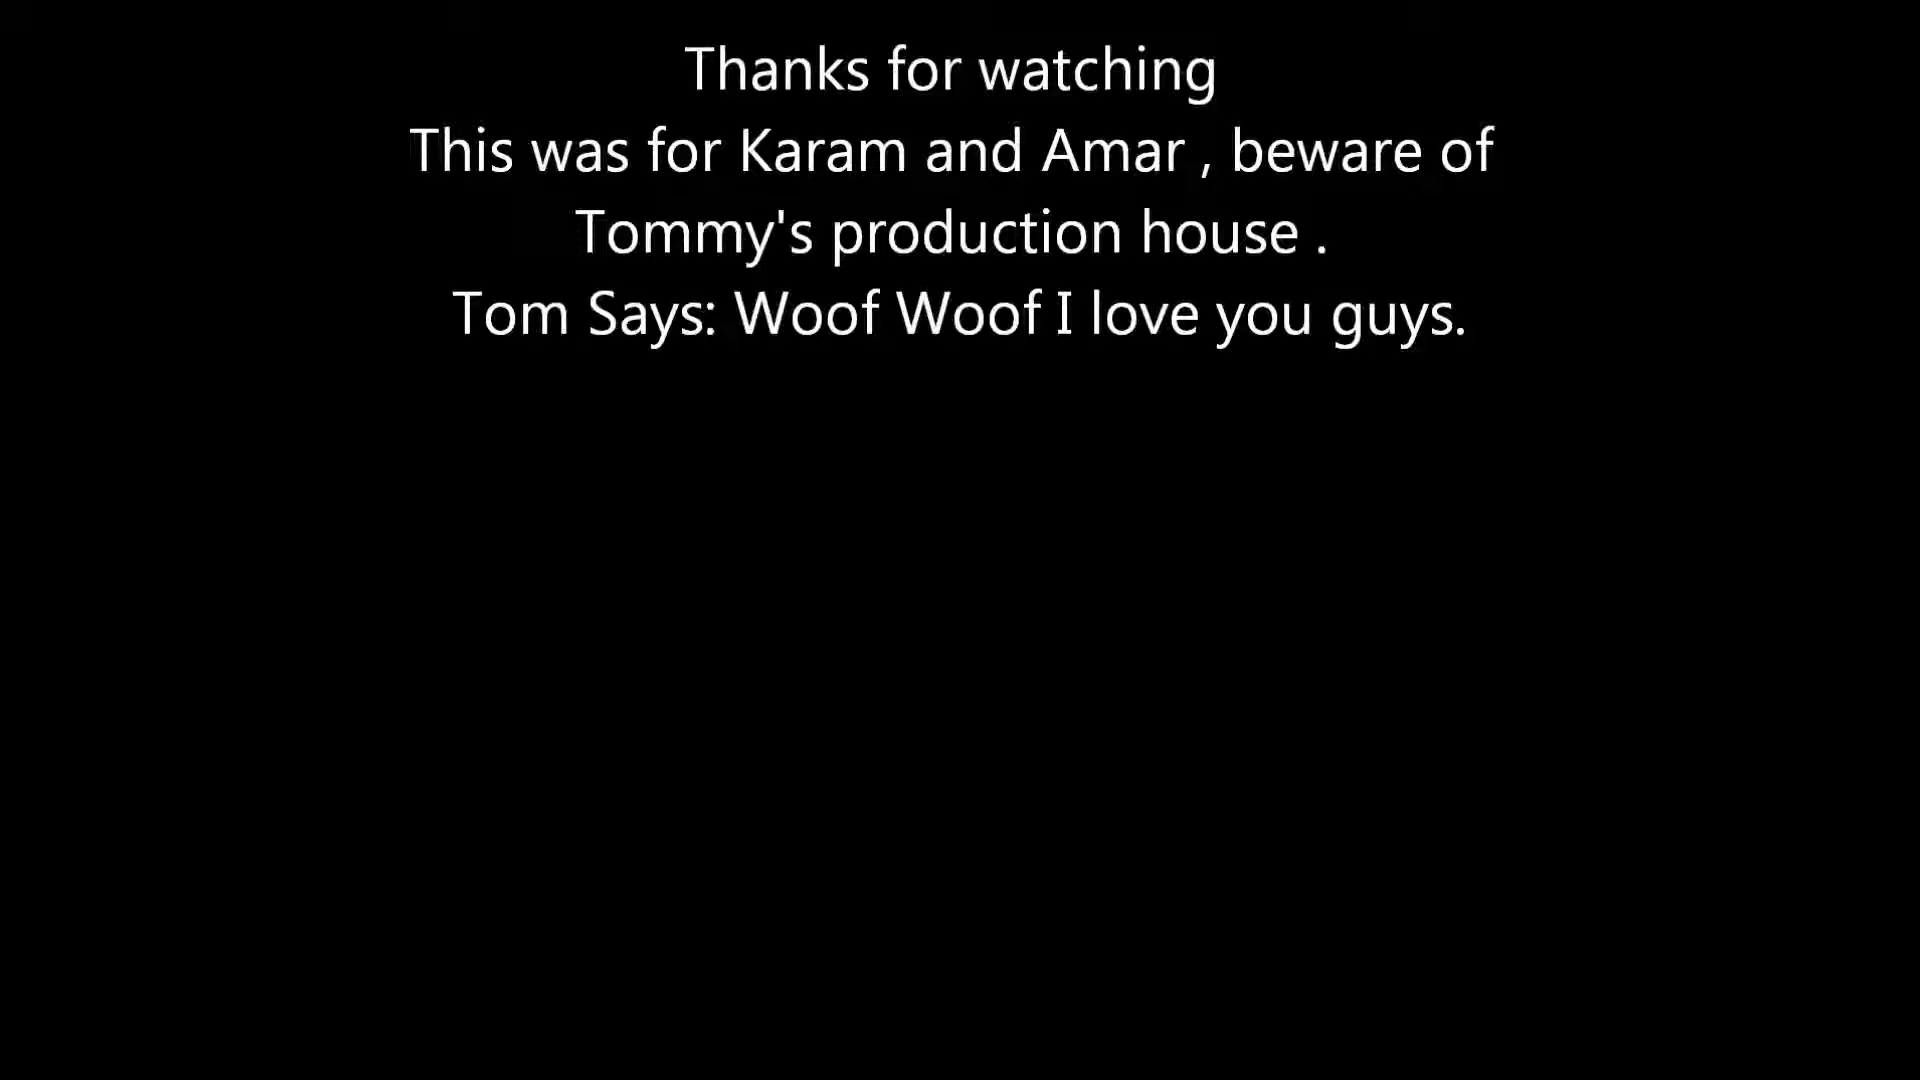 Thanks for watching
This was for Karam and Amar , beware of
Tommy's production house .
Tom Says: Woof Woof I love you guys.